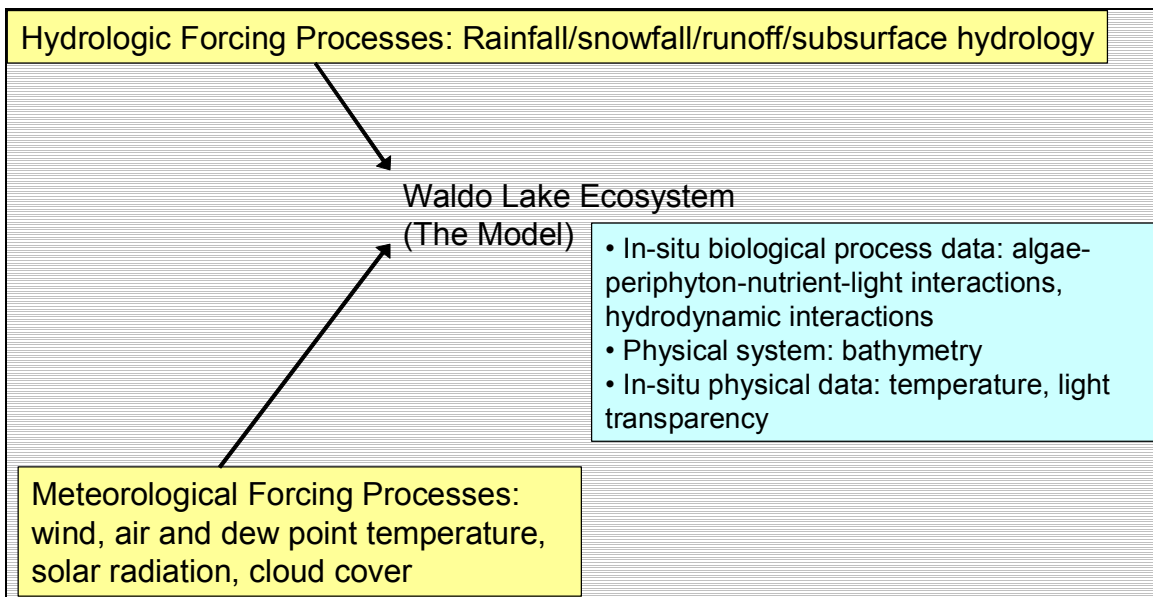 Hydrologic Forcing Processes: Rainfall/snowfall/runoff/subsurface hydrology
Waldo Lake Ecosystem
(The Model)
• In-situ biological process data: algae-
periphyton-nutrient-light interactions,
hydrodynamic interactions
• Physical system: bathymetry
• In-situ physical data: temperature, light
transparency
Meteorological Forcing Processes:
wind, air and dew point temperature,
solar radiation, cloud cover